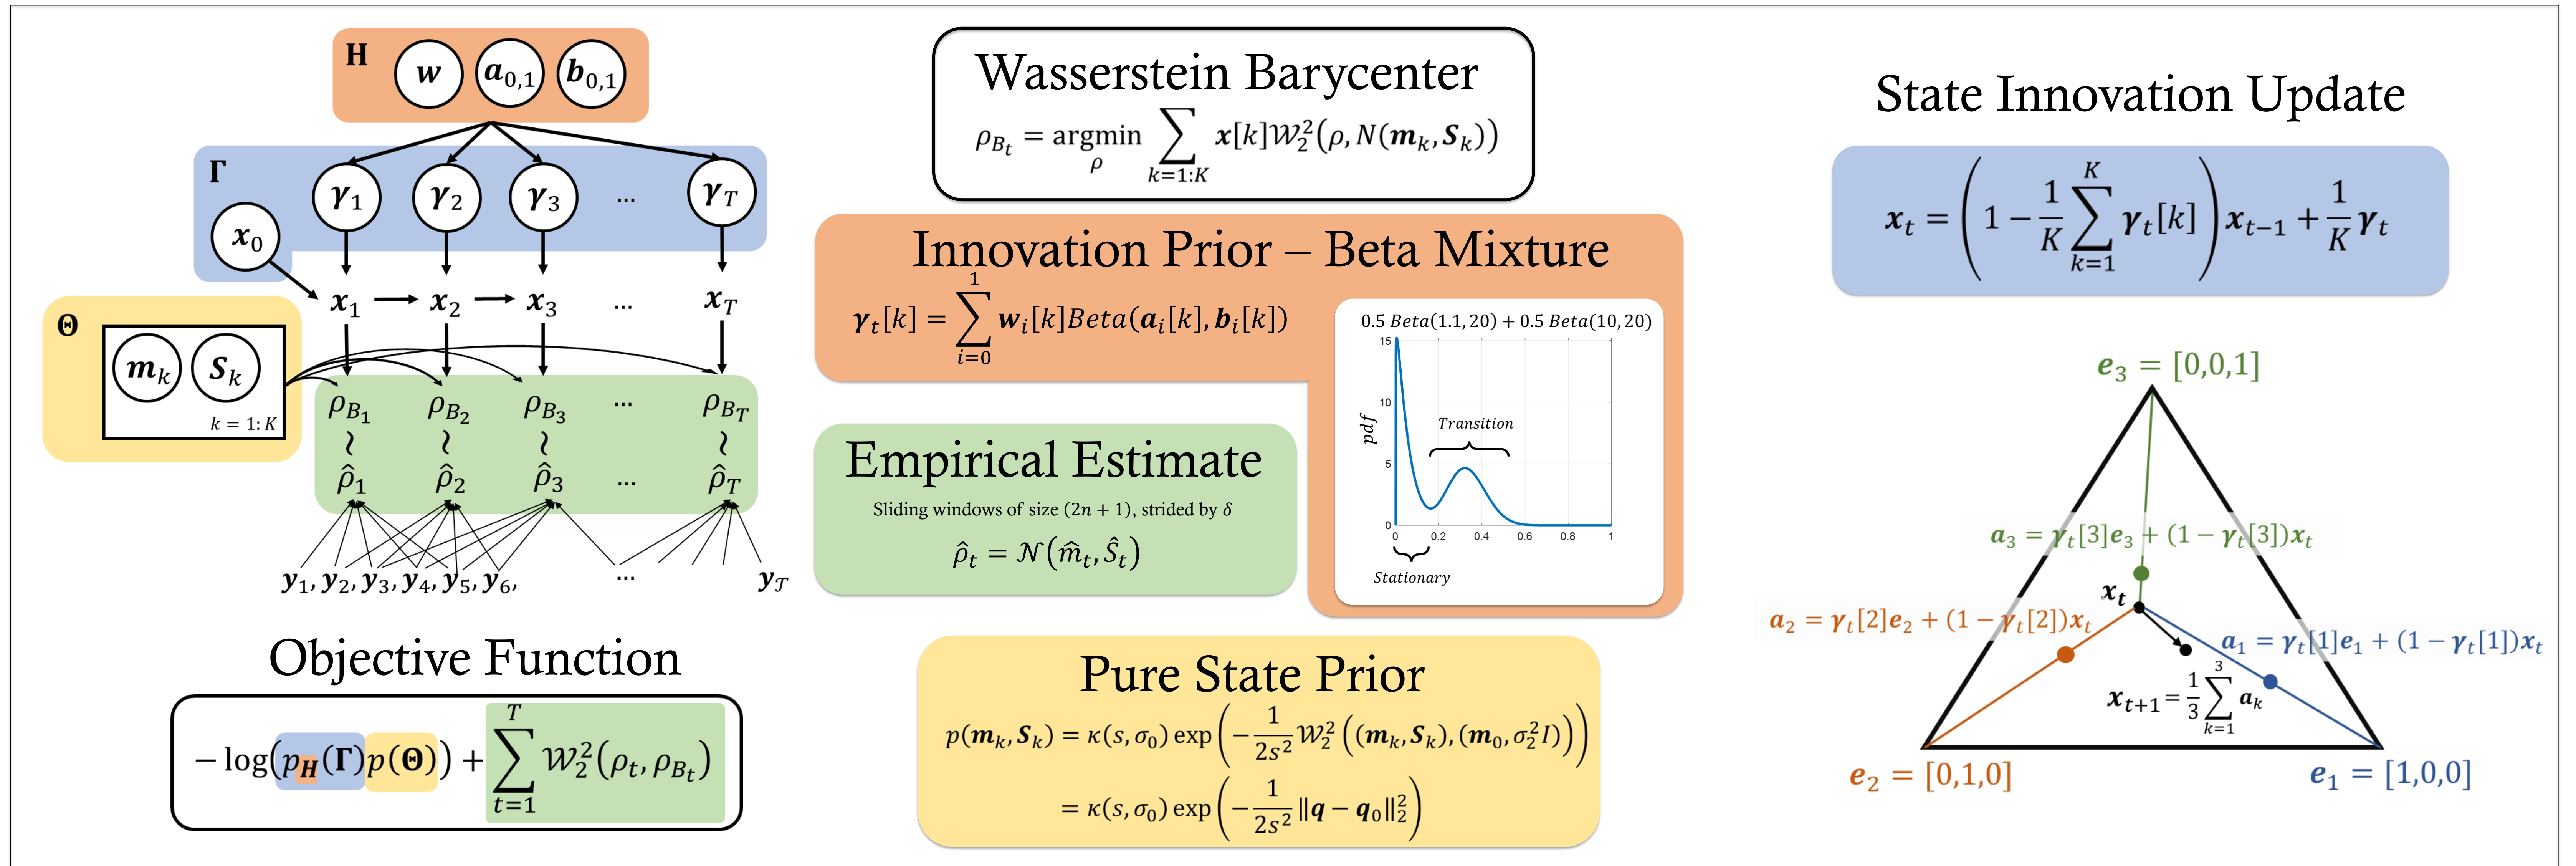 H w a_{0,1} b_{0,1}
Γ γ_1 γ_2 γ_3 ... γ_T
x_0
x_1 x_2 x_3 ... x_T
Θ
m_k S_k
k = 1:K
ρ_{B_1} ρ_{B_2} ρ_{B_3} ... ρ_{B_T}
~ ~ ~ ~
ρ̂_1 ρ̂_2 ρ̂_3 ... ρ̂_T
y_1, y_2, y_3, y_4, y_5, y_6, ... y_𝒯
Objective Function
− log(p_H(Γ)p(Θ)) + ∑_{t=1}^{T} 𝒲_2^2(ρ_t, ρ_{B_t})
Wasserstein Barycenter
ρ_{B_t} = argmin_ρ ∑_{k=1:K} x[k]𝒲_2^2(ρ, N(m_k, S_k))
Innovation Prior – Beta Mixture
γ_t[k] = ∑_{i=0}^{1} w_i[k]Beta(a_i[k], b_i[k])
0.5 Beta(1.1, 20) + 0.5 Beta(10, 20)
15
10
5
0
pdf
Transition
0 0.2 0.4 0.6 0.8 1
Stationary
Empirical Estimate
Sliding windows of size (2n + 1), strided by δ
ρ̂_t = 𝒩(m̂_t, Ŝ_t)
Pure State Prior
p(m_k, S_k) = κ(s, σ_0) exp(−\frac{1}{2s^2} 𝒲_2^2((m_k, S_k), (m_0, σ_2^2 I)))
= κ(s, σ_0) exp(−\frac{1}{2s^2} ‖q − q_0‖_2^2)
State Innovation Update
x_t = (1 − \frac{1}{K} ∑_{k=1}^{K} γ_t[k]) x_{t−1} + \frac{1}{K} γ_t
e_3 = [0,0,1]
a_3 = γ_t[3]e_3 + (1 − γ_t[3])x_t
x_t
a_2 = γ_t[2]e_2 + (1 − γ_t[2])x_t
a_1 = γ_t[1]e_1 + (1 − γ_t[1])x_t
x_{t+1} = \frac{1}{3} ∑_{k=1}^{3} a_k
e_2 = [0,1,0]
e_1 = [1,0,0]